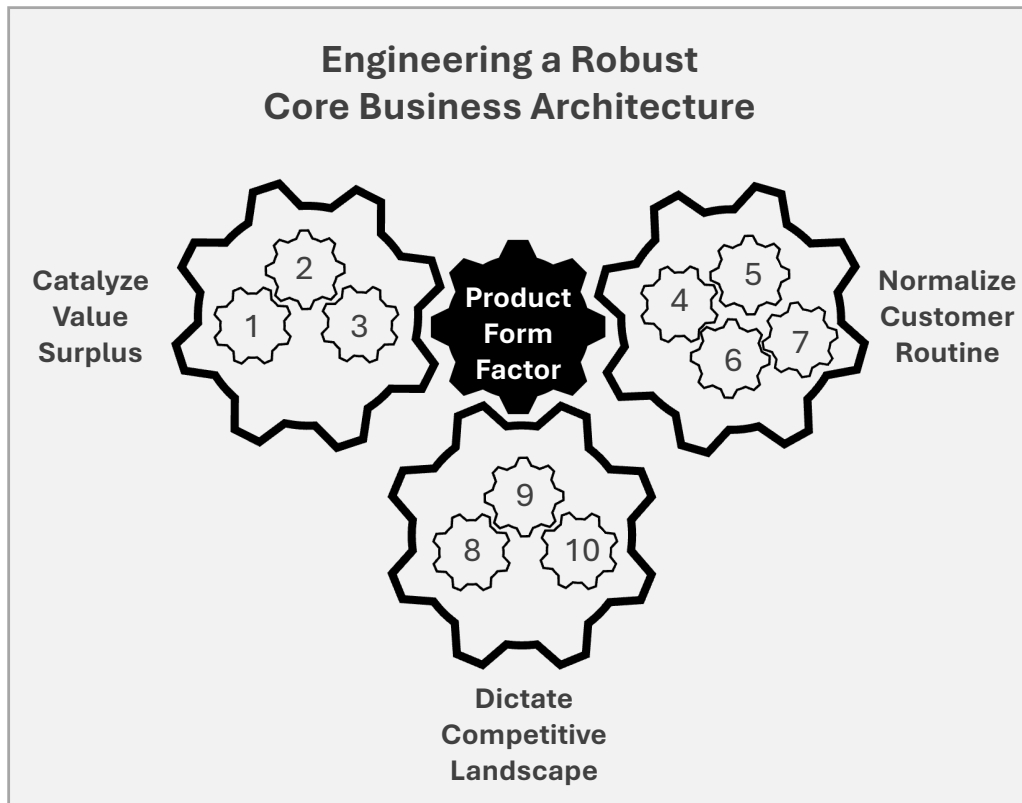 Engineering a Robust
Core Business Architecture
Catalyze
Value
Surplus
1
2
3
Product
Form
Factor
4
5
6
7
Normalize
Customer
Routine
8
9
10
Dictate
Competitive
Landscape